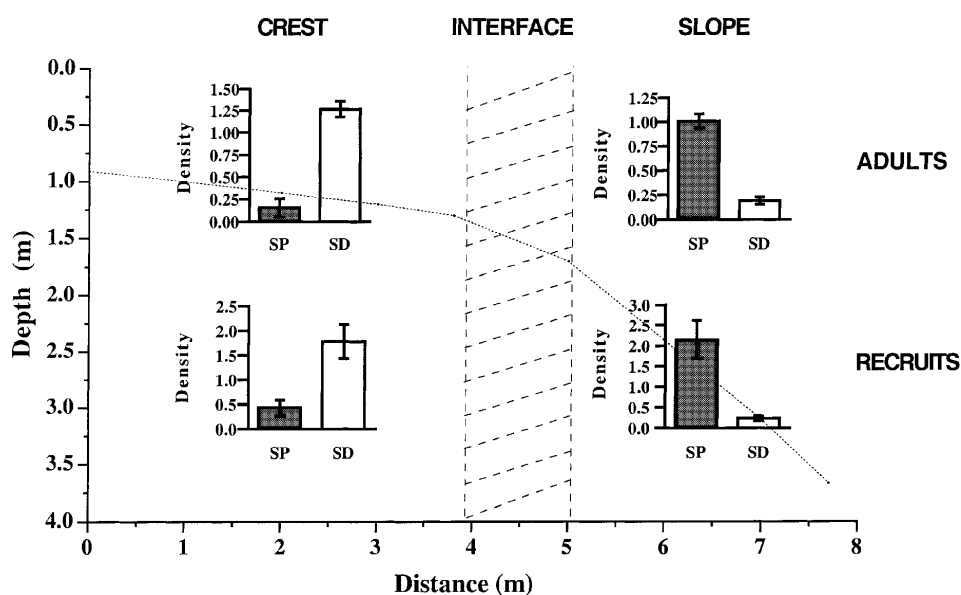 CREST INTERFACE SLOPE
ADULTS
RECRUITS
Depth (m)
0.0
0.5
1.0
1.5
2.0
2.5
3.0
3.5
4.0
Density
1.50
1.25
1.00
0.75
0.50
0.25
0.00
SP SD
Density
1.25
1.00
0.75
0.50
0.25
0.00
SP SD
Density
2.5
2.0
1.5
1.0
0.5
0.0
SP SD
Density
3.0
2.5
2.0
1.5
1.0
0.5
0.0
SP SD
0 1 2 3 4 5 6 7 8
Distance (m)